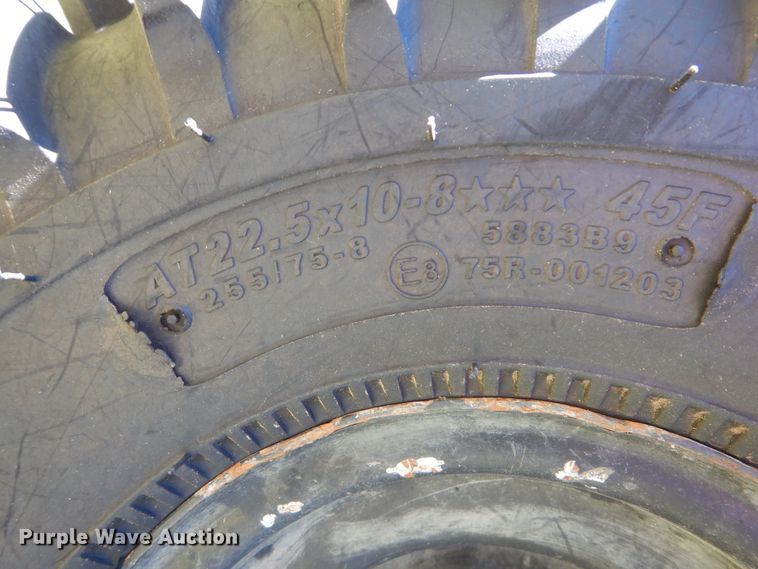 AT22.5x10-8★★★ 45F
255/75-8
5883B9
E8 75R-001203
Purple Wave Auction